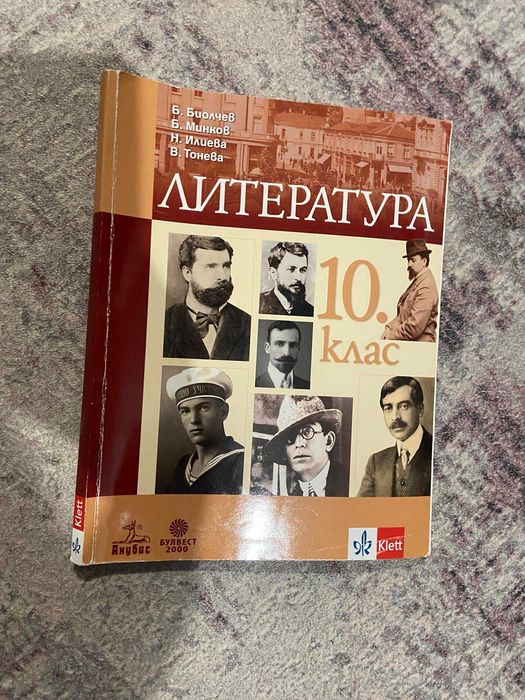 Б. Биолчев
Б. Минков
Н. Илиева
В. Тонева
ЛИТЕРАТУРА
10.
клас
Анубис
БУЛВЕСТ
2000
Klett
Klett